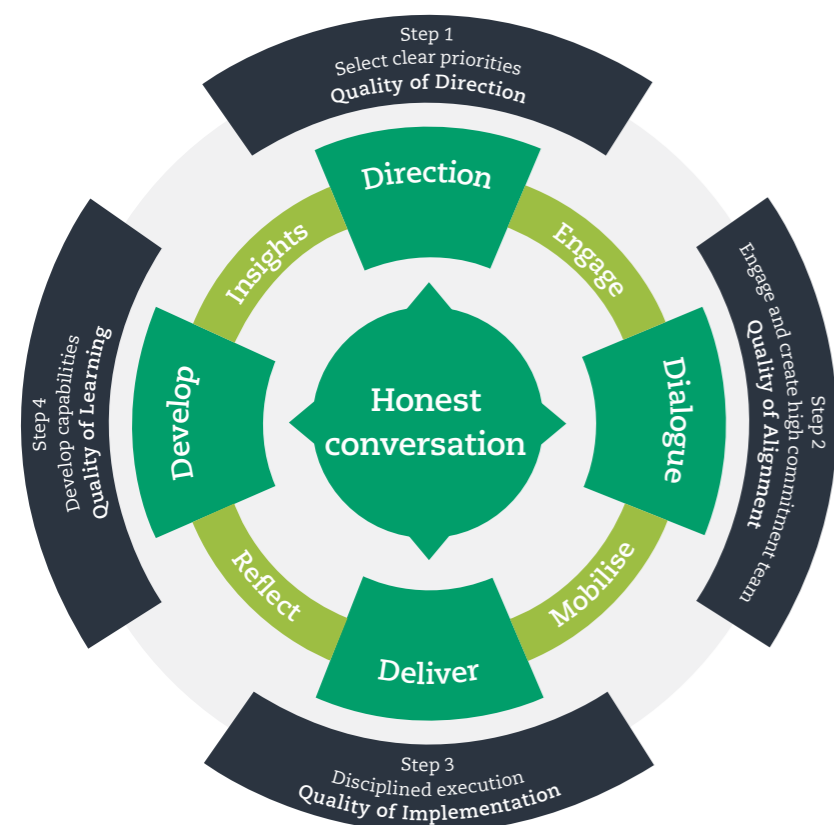 Step 1
Select clear priorities
Quality of Direction
Direction
Insights
Engage
Step 4
Develop capabilities
Quality of Learning
Develop
Honest
conversation
Dialogue
Step 2
Engage and create high commitment team
Quality of Alignment
Reflect
Mobilise
Deliver
Step 3
Disciplined execution
Quality of Implementation